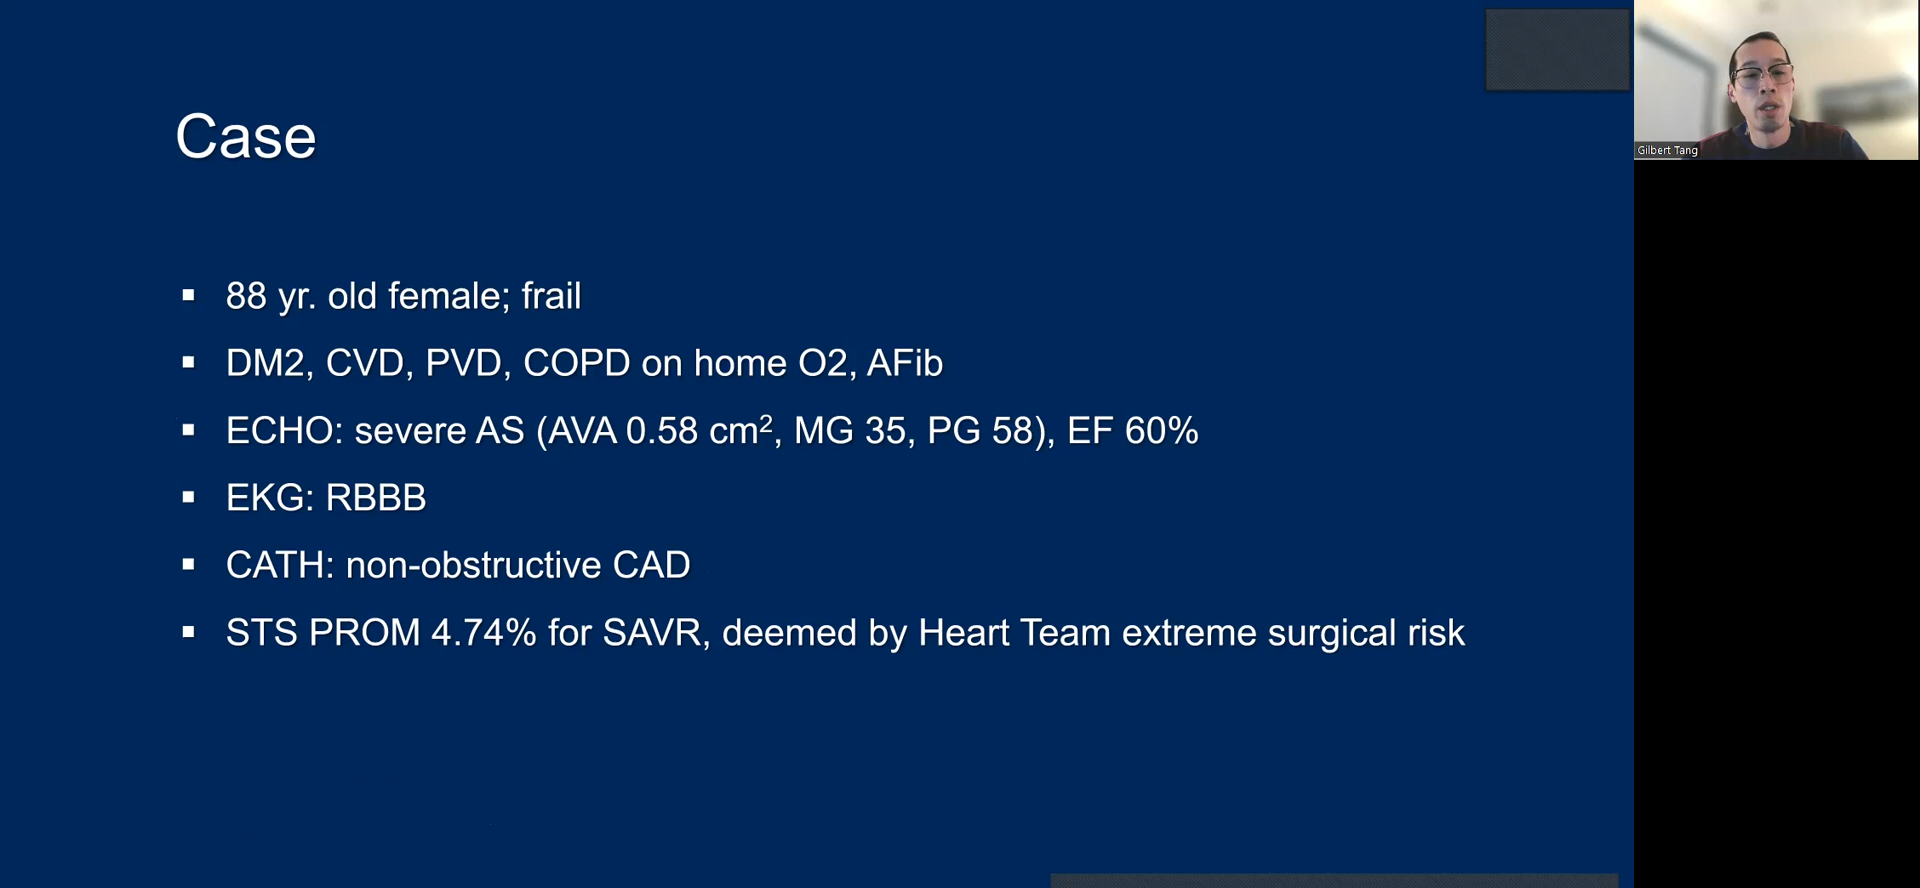 Case
▪ 88 yr. old female; frail
▪ DM2, CVD, PVD, COPD on home O2, AFib
▪ ECHO: severe AS (AVA 0.58 cm², MG 35, PG 58), EF 60%
▪ EKG: RBBB
▪ CATH: non-obstructive CAD
▪ STS PROM 4.74% for SAVR, deemed by Heart Team extreme surgical risk
Gilbert Tang